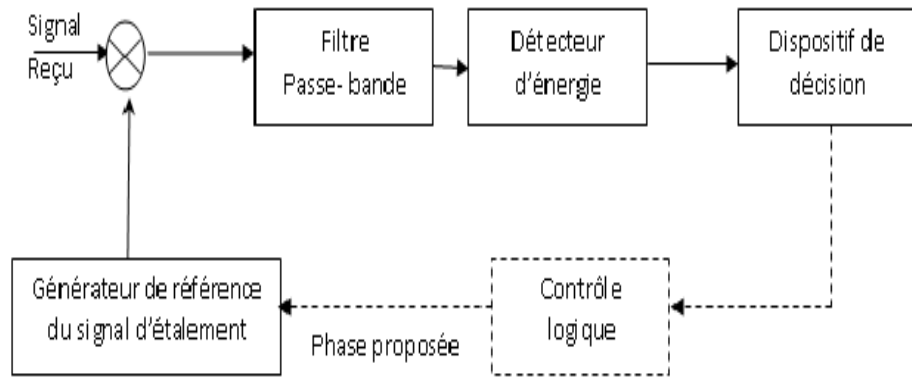 Signal
Reçu
Filtre
Passe- bande
Détecteur
d'énergie
Dispositif de
décision
Générateur de référence
du signal d'étalement
Phase proposée
Contrôle
logique